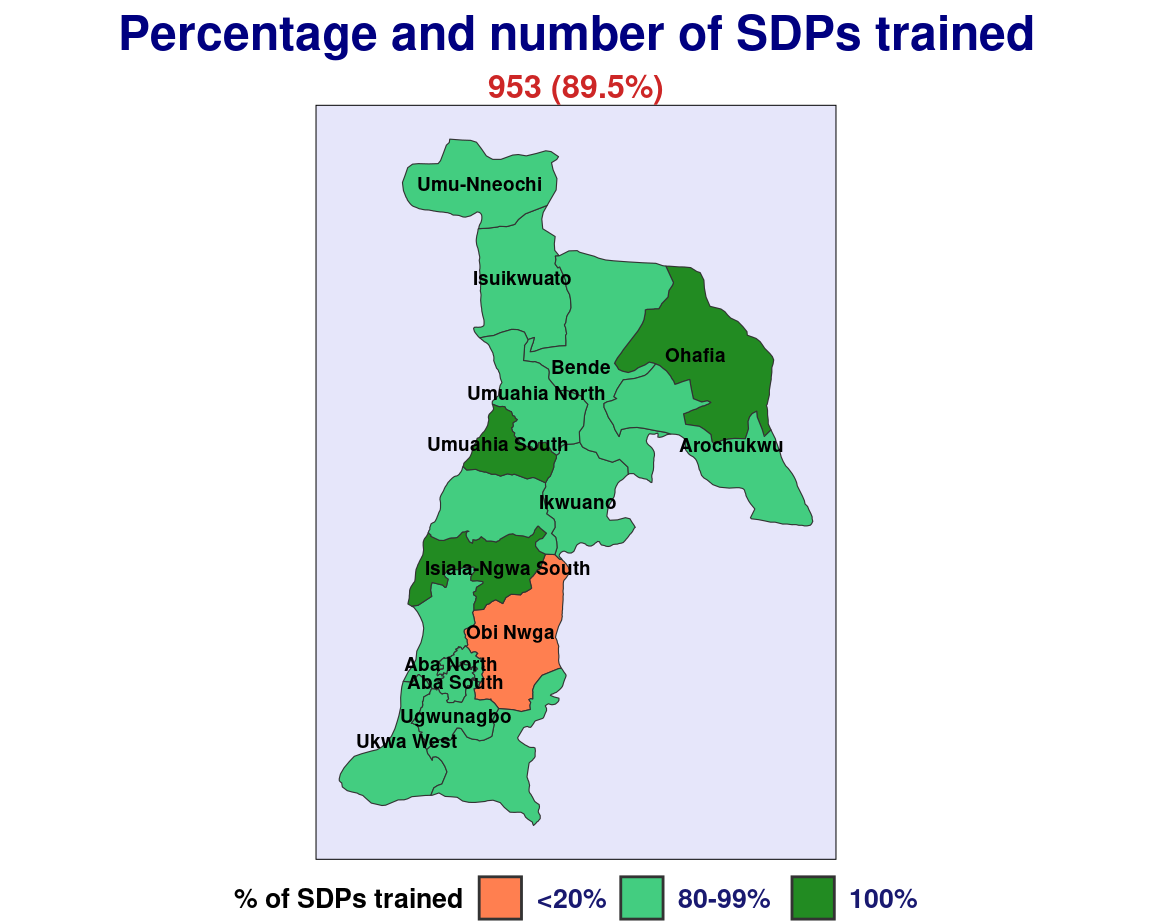 Percentage and number of SDPs trained
953 (89.5%)
Umu-Nneochi
Isuikwuato
Ohafia
Bende
Umuahia North
Umuahia South
Arochukwu
Ikwuano
Isiala-Ngwa South
Obi Nwga
Aba North
Aba South
Ugwunagbo
Ukwa West
% of SDPs trained <20% 80-99% 100%